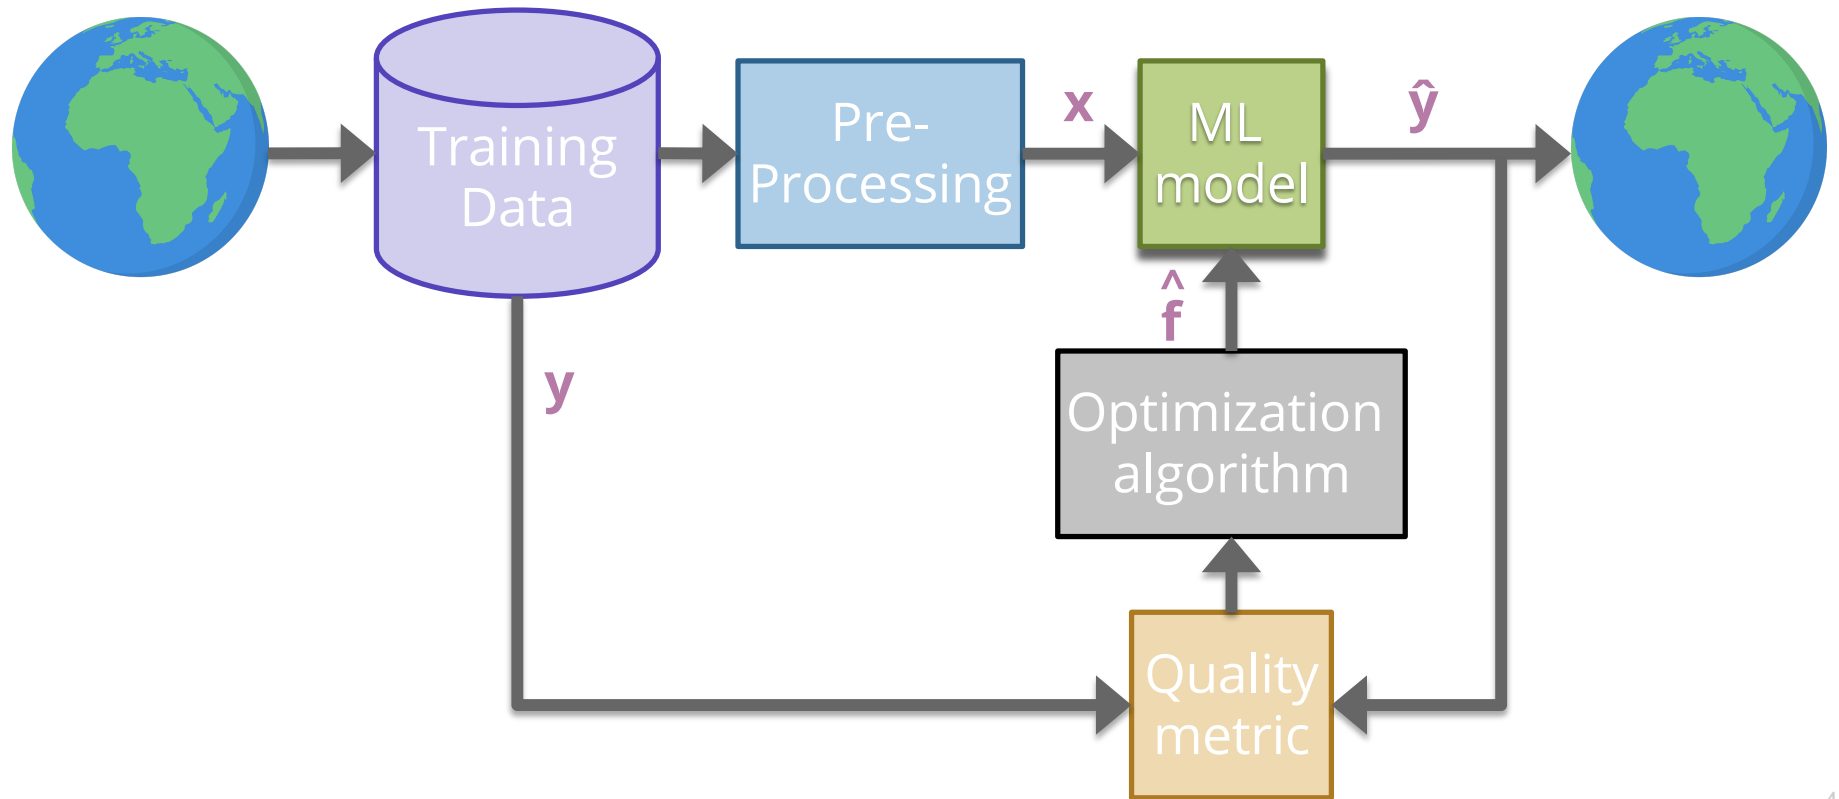 Training
Data
Pre-
Processing
x
ML
model
ŷ
f̂
y
Optimization
algorithm
Quality
metric